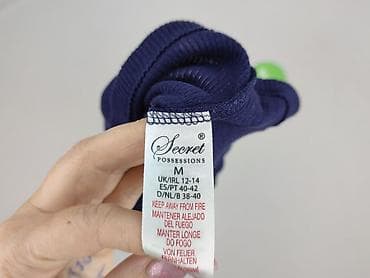 Secret®
POSSESSIONS
M
UK/IRL 12-14
ES/PT 40-42
D/NL/B 38-40
KEEP AWAY FROM FIRE
MANTENER ALEJADO
DEL FUEGO
MANTER LONGE
DO FOGO
VON FEUER
FERNHALTEN